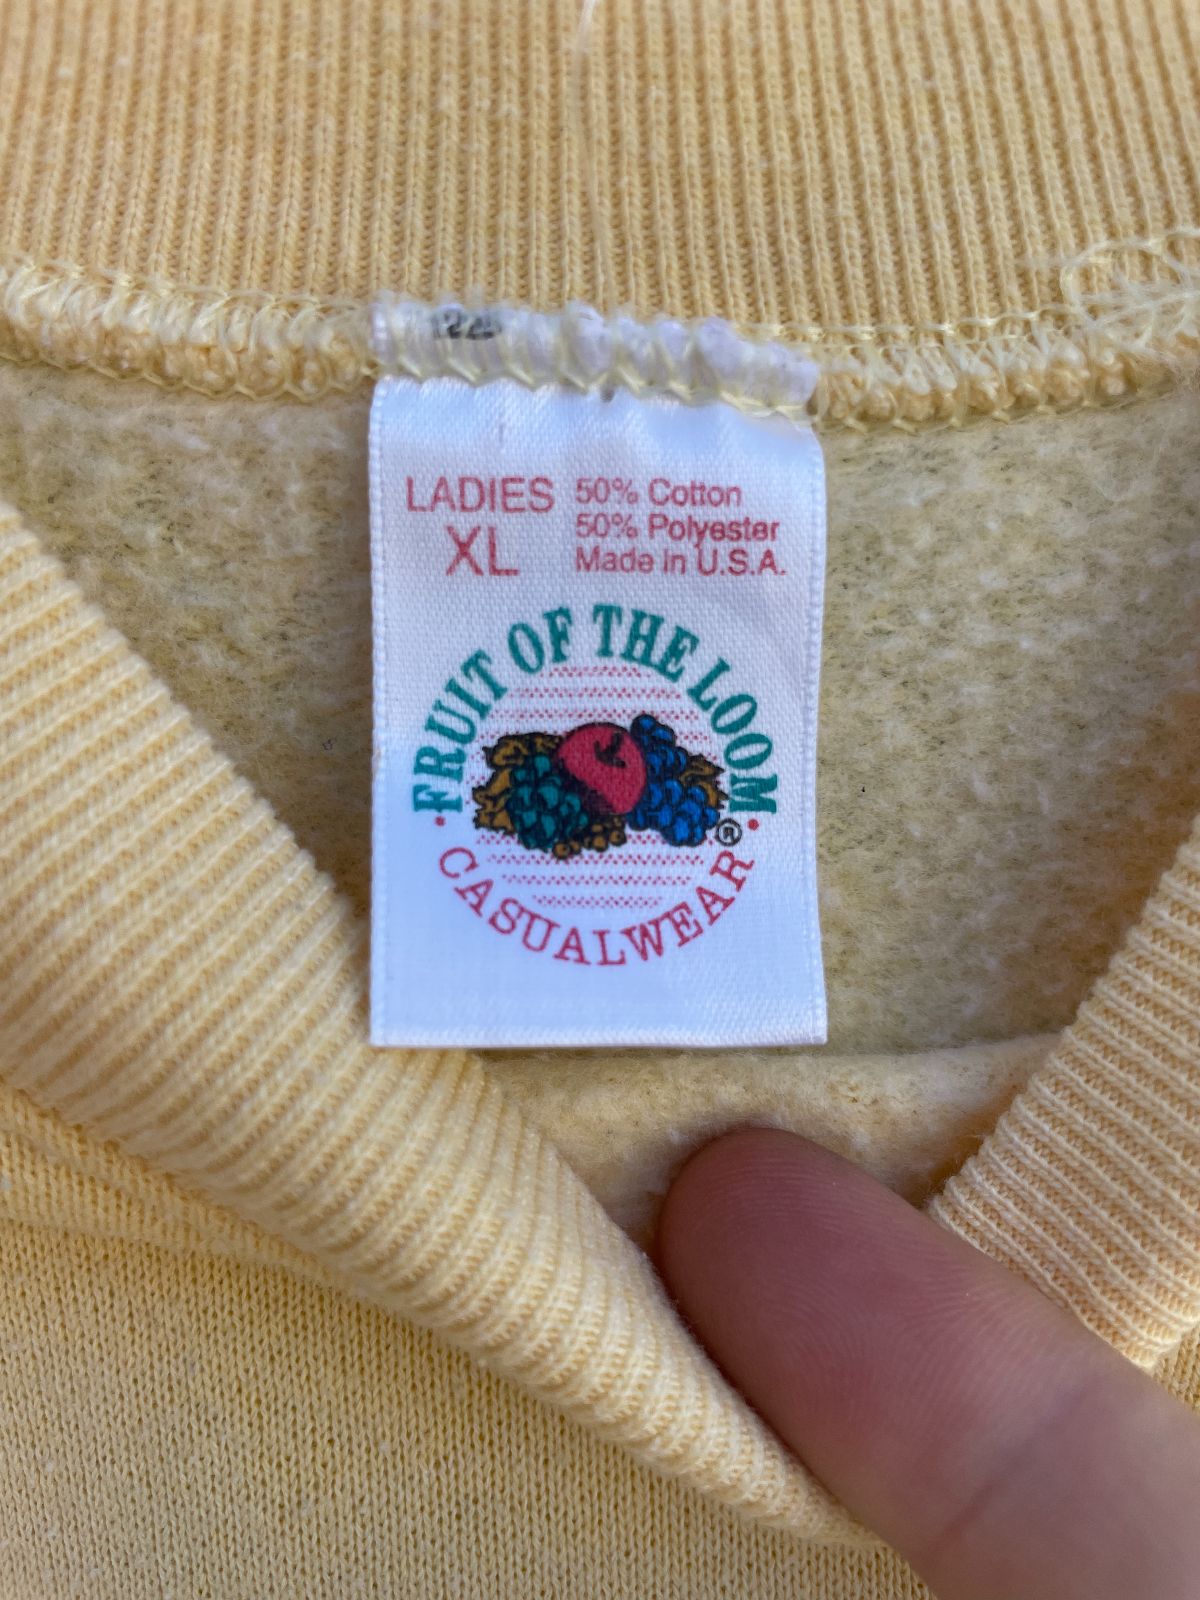 LADIES
XL
50% Cotton
50% Polyester
Made in U.S.A.
FRUIT OF THE LOOM
®
CASUALWEAR